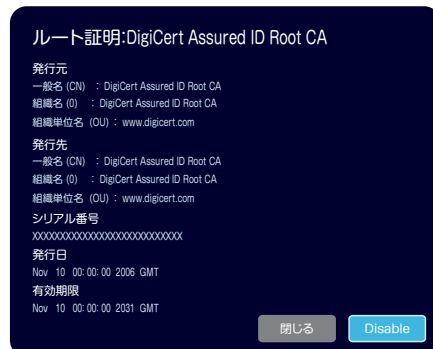 ルート証明:DigiCert Assured ID Root CA
発行元
一般名 (CN) : DigiCert Assured ID Root CA
組織名 (0) : DigiCert Assured ID Root CA
組織単位名 (OU) : www.digicert.com
発行先
一般名 (CN) : DigiCert Assured ID Root CA
組織名 (0) : DigiCert Assured ID Root CA
組織単位名 (OU) : www.digicert.com
シリアル番号
XXXXXXXXXXXXXXXXXXXXXXXXXXX
発行日
Nov 10 00:00:00 2006 GMT
有効期限
Nov 10 00:00:00 2031 GMT
閉じる Disable